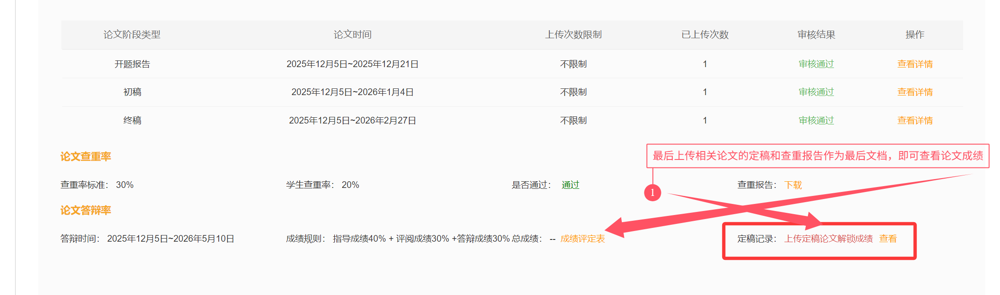 论文阶段类型 论文时间 上传次数限制 已上传次数 审核结果 操作
开题报告 2025年12月5日~2025年12月21日 不限制 1 审核通过 查看详情
初稿 2025年12月5日~2026年1月4日 不限制 1 审核通过 查看详情
终稿 2025年12月5日~2026年2月27日 不限制 1 审核通过 查看详情
论文查重率
最后上传相关论文的定稿和查重报告作为最后文档，即可查看论文成绩
查重率标准： 30% 学生查重率： 20% 是否通过： 通过 查重报告： 下载
1
论文答辩率
答辩时间： 2025年12月5日~2026年5月10日 成绩规则： 指导成绩40% + 评阅成绩30% +答辩成绩30% 总成绩： -- 成绩评定表 定稿记录： 上传定稿论文解锁成绩 查看